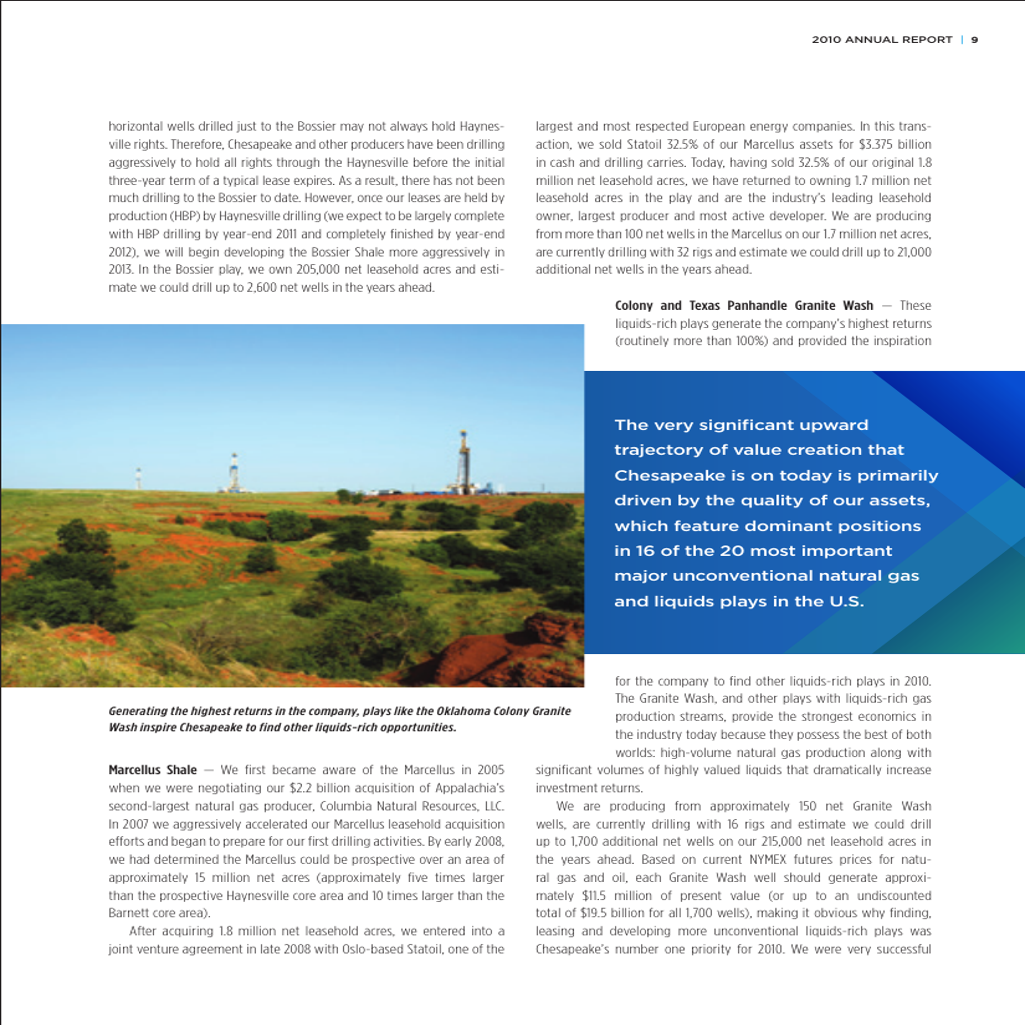 2010 ANNUAL REPORT | 9
horizontal wells drilled just to the Bossier may not always hold Haynes-
ville rights. Therefore, Chesapeake and other producers have been drilling
aggressively to hold all rights through the Haynesville before the initial
three-year term of a typical lease expires. As a result, there has not been
much drilling to the Bossier to date. However, once our leases are held by
production (HBP) by Haynesville drilling (we expect to be largely complete
with HBP drilling by year-end 2011 and completely finished by year-end
2012), we will begin developing the Bossier Shale more aggressively in
2013. In the Bossier play, we own 205,000 net leasehold acres and esti-
mate we could drill up to 2,600 net wells in the years ahead.
Generating the highest returns in the company, plays like the Oklahoma Colony Granite
Wash inspire Chesapeake to find other liquids-rich opportunities.
Marcellus Shale — We first became aware of the Marcellus in 2005
when we were negotiating our $2.2 billion acquisition of Appalachia's
second-largest natural gas producer, Columbia Natural Resources, LLC.
In 2007 we aggressively accelerated our Marcellus leasehold acquisition
efforts and began to prepare for our first drilling activities. By early 2008,
we had determined the Marcellus could be prospective over an area of
approximately 15 million net acres (approximately five times larger
than the prospective Haynesville core area and 10 times larger than the
Barnett core area).
After acquiring 1.8 million net leasehold acres, we entered into a
joint venture agreement in late 2008 with Oslo-based Statoil, one of the
largest and most respected European energy companies. In this trans-
action, we sold Statoil 32.5% of our Marcellus assets for $3.375 billion
in cash and drilling carries. Today, having sold 32.5% of our original 1.8
million net leasehold acres, we have returned to owning 1.7 million net
leasehold acres in the play and are the industry's leading leasehold
owner, largest producer and most active developer. We are producing
from more than 100 net wells in the Marcellus on our 1.7 million net acres,
are currently drilling with 32 rigs and estimate we could drill up to 21,000
additional net wells in the years ahead.
Colony and Texas Panhandle Granite Wash — These
liquids-rich plays generate the company's highest returns
(routinely more than 100%) and provided the inspiration
The very significant upward
trajectory of value creation that
Chesapeake is on today is primarily
driven by the quality of our assets,
which feature dominant positions
in 16 of the 20 most important
major unconventional natural gas
and liquids plays in the U.S.
for the company to find other liquids-rich plays in 2010.
The Granite Wash, and other plays with liquids-rich gas
production streams, provide the strongest economics in
the industry today because they possess the best of both
worlds: high-volume natural gas production along with
significant volumes of highly valued liquids that dramatically increase
investment returns.
We are producing from approximately 150 net Granite Wash
wells, are currently drilling with 16 rigs and estimate we could drill
up to 1,700 additional net wells on our 215,000 net leasehold acres in
the years ahead. Based on current NYMEX futures prices for natu-
ral gas and oil, each Granite Wash well should generate approxi-
mately $11.5 million of present value (or up to an undiscounted
total of $19.5 billion for all 1,700 wells), making it obvious why finding,
leasing and developing more unconventional liquids-rich plays was
Chesapeake's number one priority for 2010. We were very successful